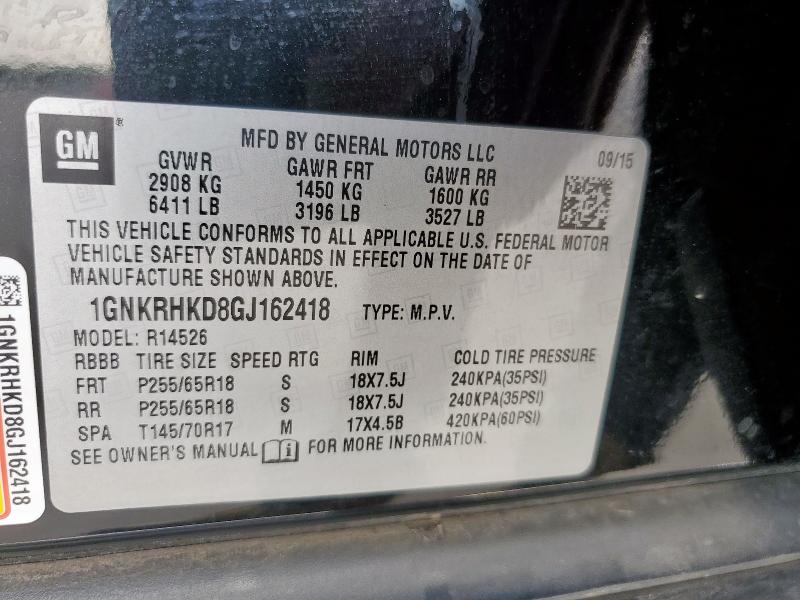 GM®
MFD BY GENERAL MOTORS LLC
09/15
GVWR GAWR FRT GAWR RR
2908 KG 1450 KG 1600 KG
6411 LB 3196 LB 3527 LB
THIS VEHICLE CONFORMS TO ALL APPLICABLE U.S. FEDERAL MOTOR
VEHICLE SAFETY STANDARDS IN EFFECT ON THE DATE OF
MANUFACTURE SHOWN ABOVE.
1GNKRHKD8GJ162418 TYPE: M.P.V.
MODEL: R14526
RBBB TIRE SIZE SPEED RTG RIM COLD TIRE PRESSURE
FRT P255/65R18 S 18X7.5J 240KPA(35PSI)
RR P255/65R18 S 18X7.5J 240KPA(35PSI)
SPA T145/70R17 M 17X4.5B 420KPA(60PSI)
SEE OWNER'S MANUAL i FOR MORE INFORMATION.
1GNKRHKD8GJ162418